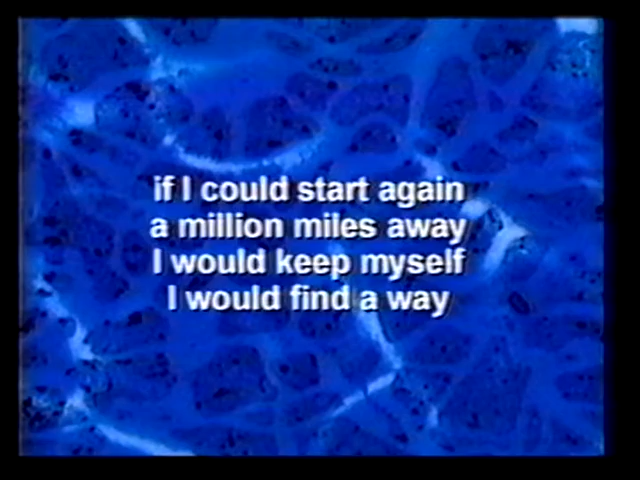 if I could start again
a million miles away
I would keep myself
I would find a way